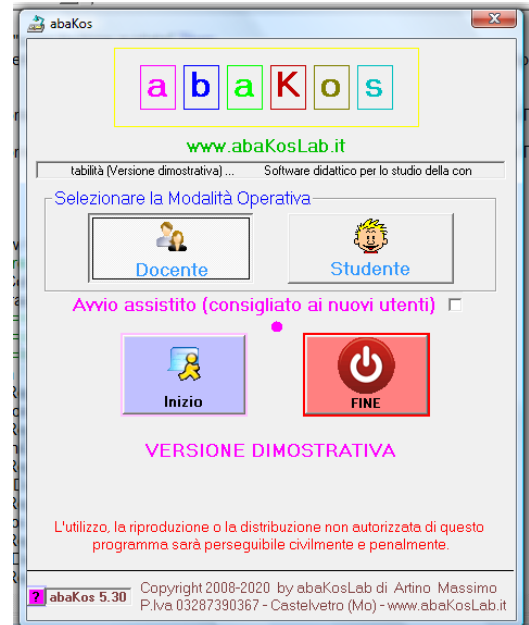 abaKos
a b a K o s
www.abaKosLab.it
tabilità (Versione dimostrativa) ... Software didattico per lo studio della con
Selezionare la Modalità Operativa
Docente Studente
Avvio assistito (consigliato ai nuovi utenti)
Inizio FINE
VERSIONE DIMOSTRATIVA
L'utilizzo, la riproduzione o la distribuzione non autorizzata di questo
programma sarà perseguibile civilmente e penalmente.
? abaKos 5.30
Copyright 2008-2020 by abaKosLab di Artino Massimo
P.Iva 03287390367 - Castelvetro (Mo) - www.abaKosLab.it